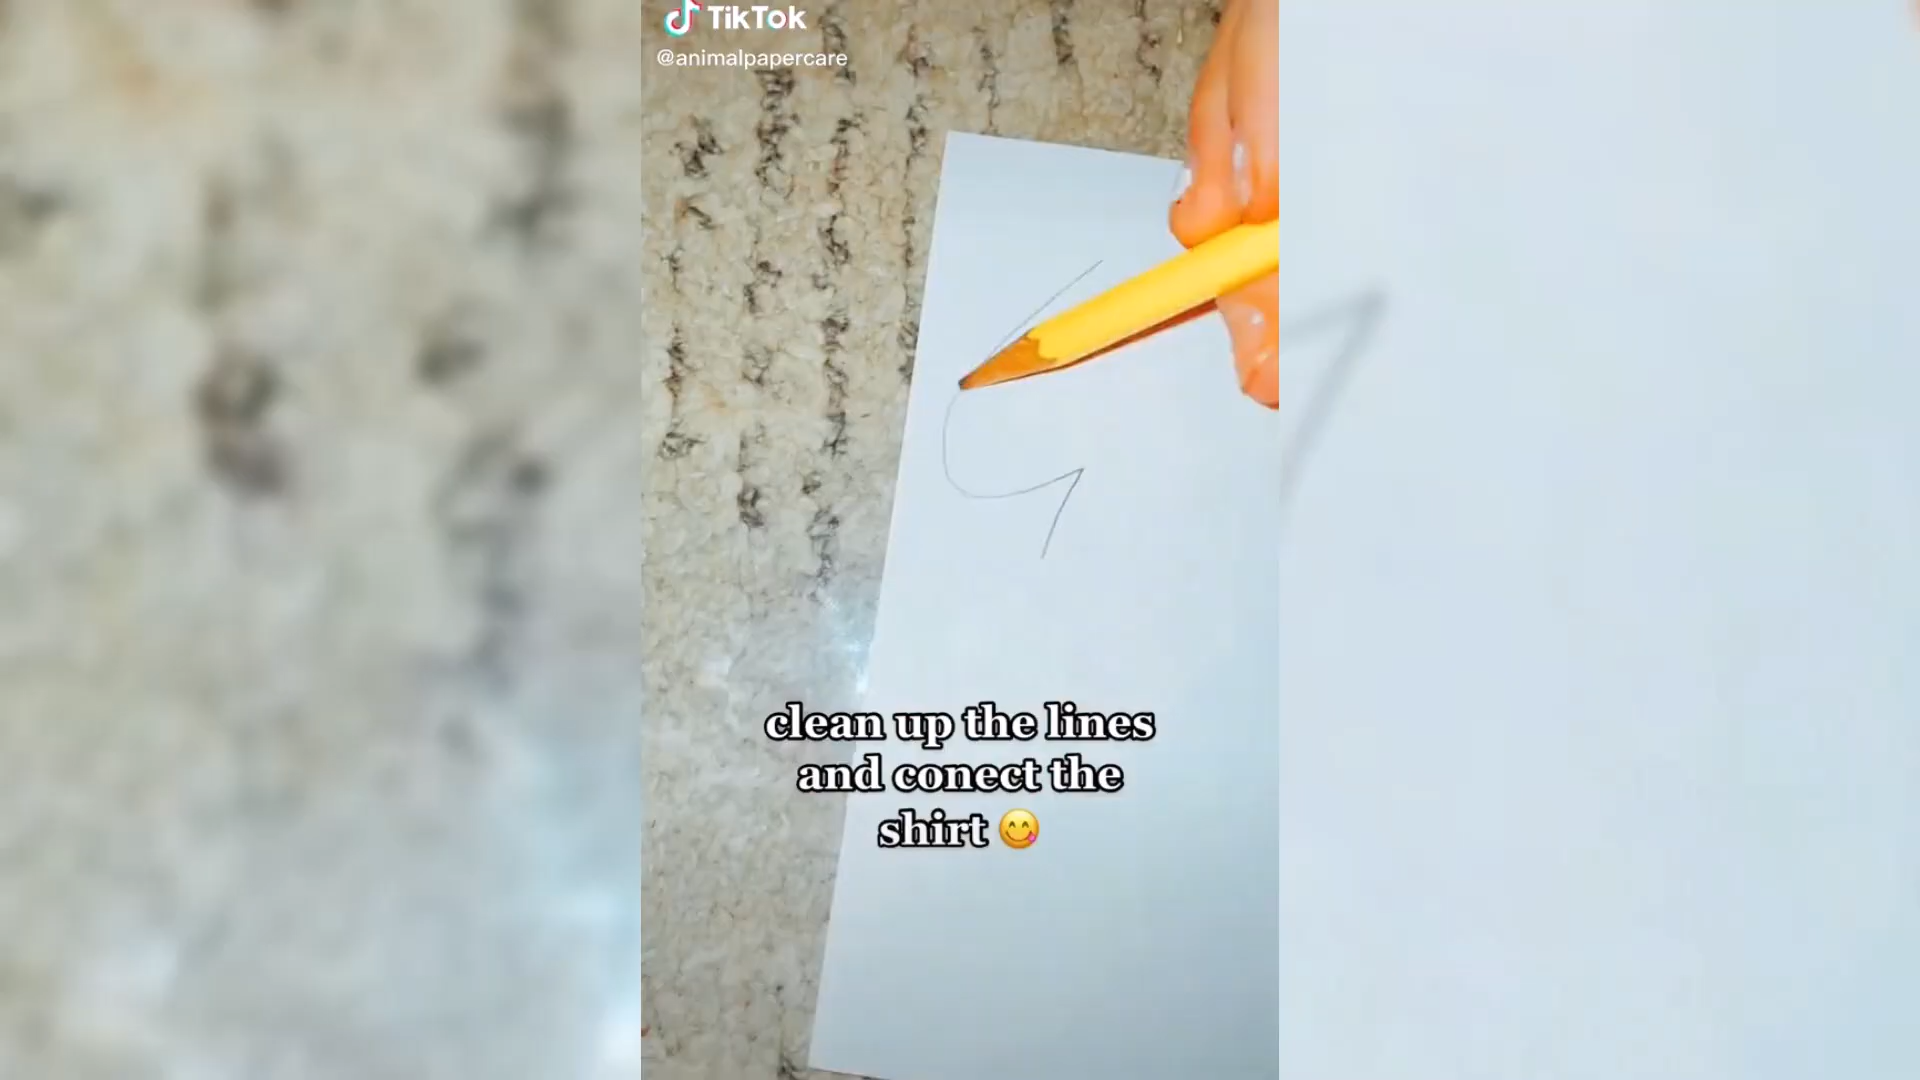 TikTok
@animalpapercare
clean up the lines
and conect the
shirt 😋